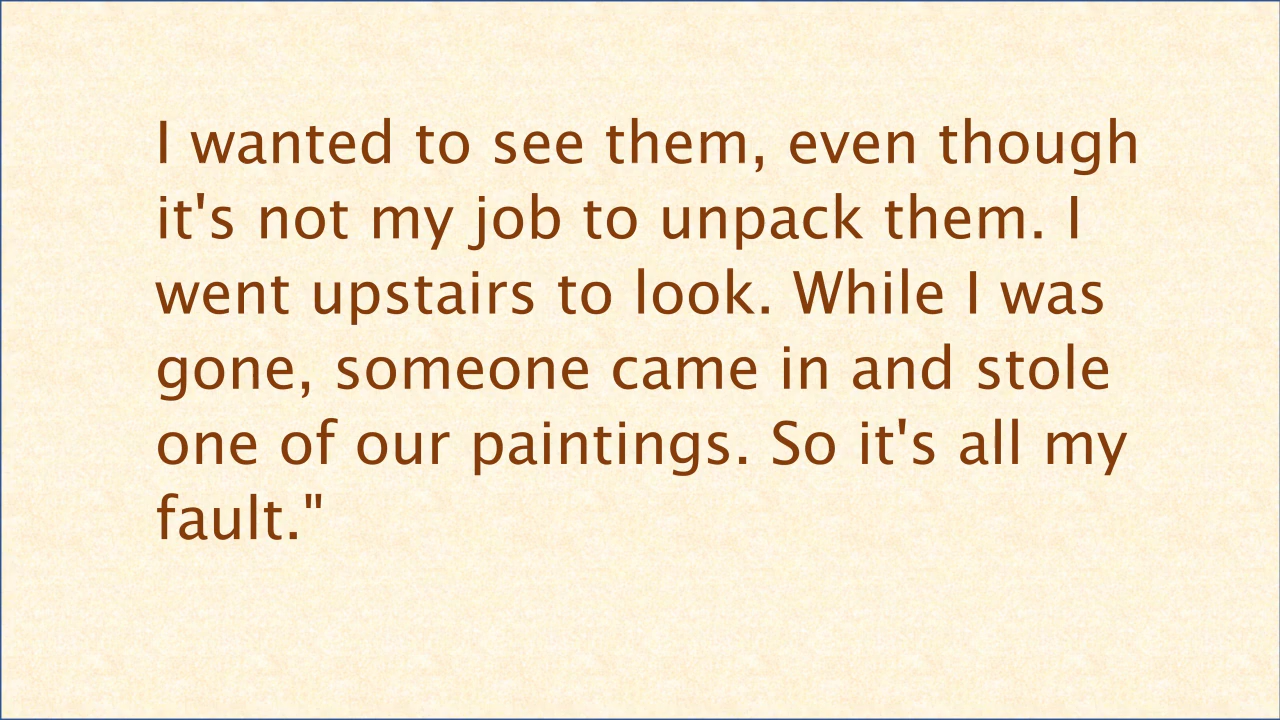 I wanted to see them, even though
it's not my job to unpack them. I
went upstairs to look. While I was
gone, someone came in and stole
one of our paintings. So it's all my
fault."